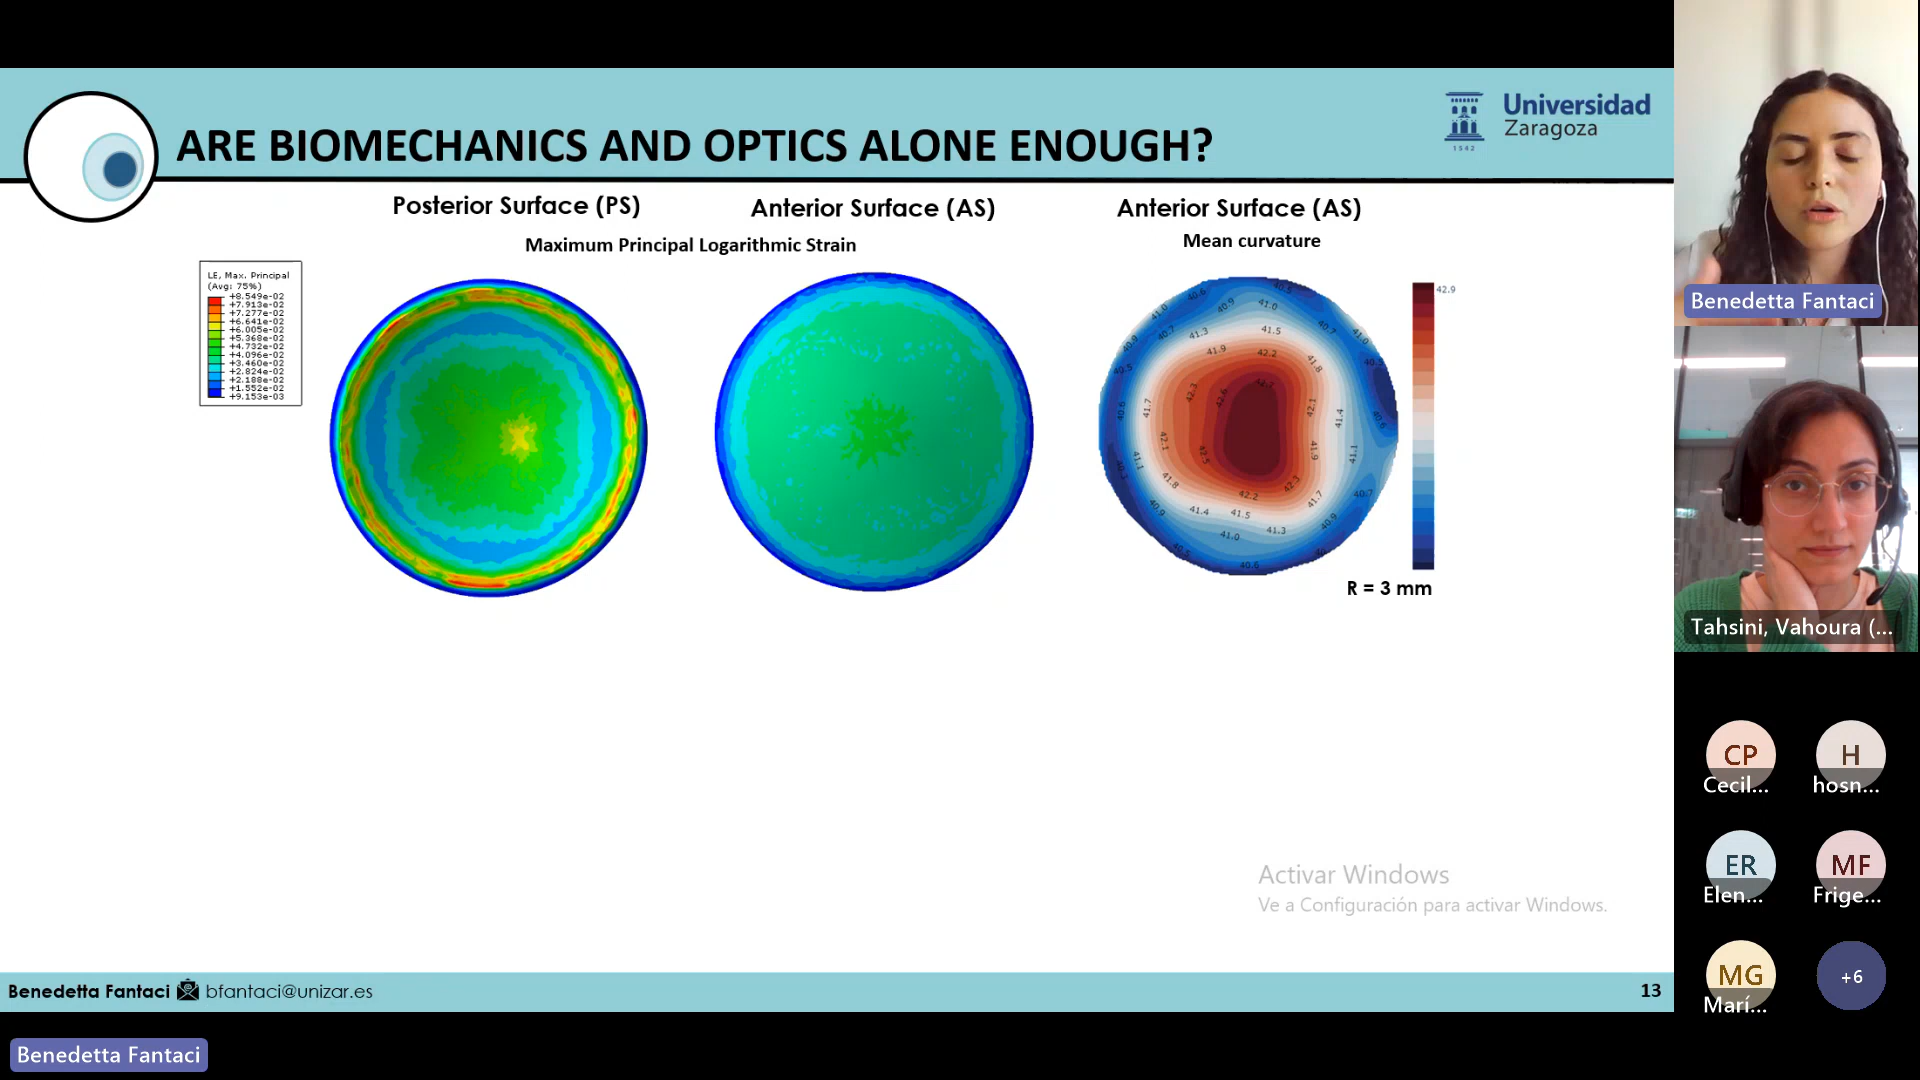 ARE BIOMECHANICS AND OPTICS ALONE ENOUGH?
Universidad
Zaragoza
1542
Posterior Surface (PS)
Anterior Surface (AS)
Anterior Surface (AS)
Maximum Principal Logarithmic Strain
Mean curvature
LE, Max. Principal
(Avg: 75%)
+8.549e-02
+7.913e-02
+7.277e-02
+6.641e-02
+6.005e-02
+5.368e-02
+4.732e-02
+4.096e-02
+3.460e-02
+2.824e-02
+2.188e-02
+1.552e-02
+9.153e-03
42.9
R = 3 mm
Activar Windows
Ve a Configuración para activar Windows.
Benedetta Fantaci
bfantaci@unizar.es
13
Benedetta Fantaci
Benedetta Fantaci
Tahsini, Vahoura (...
CP
Cecil...
H
hosn...
ER
Elen...
MF
Frige...
MG
Marí...
+6